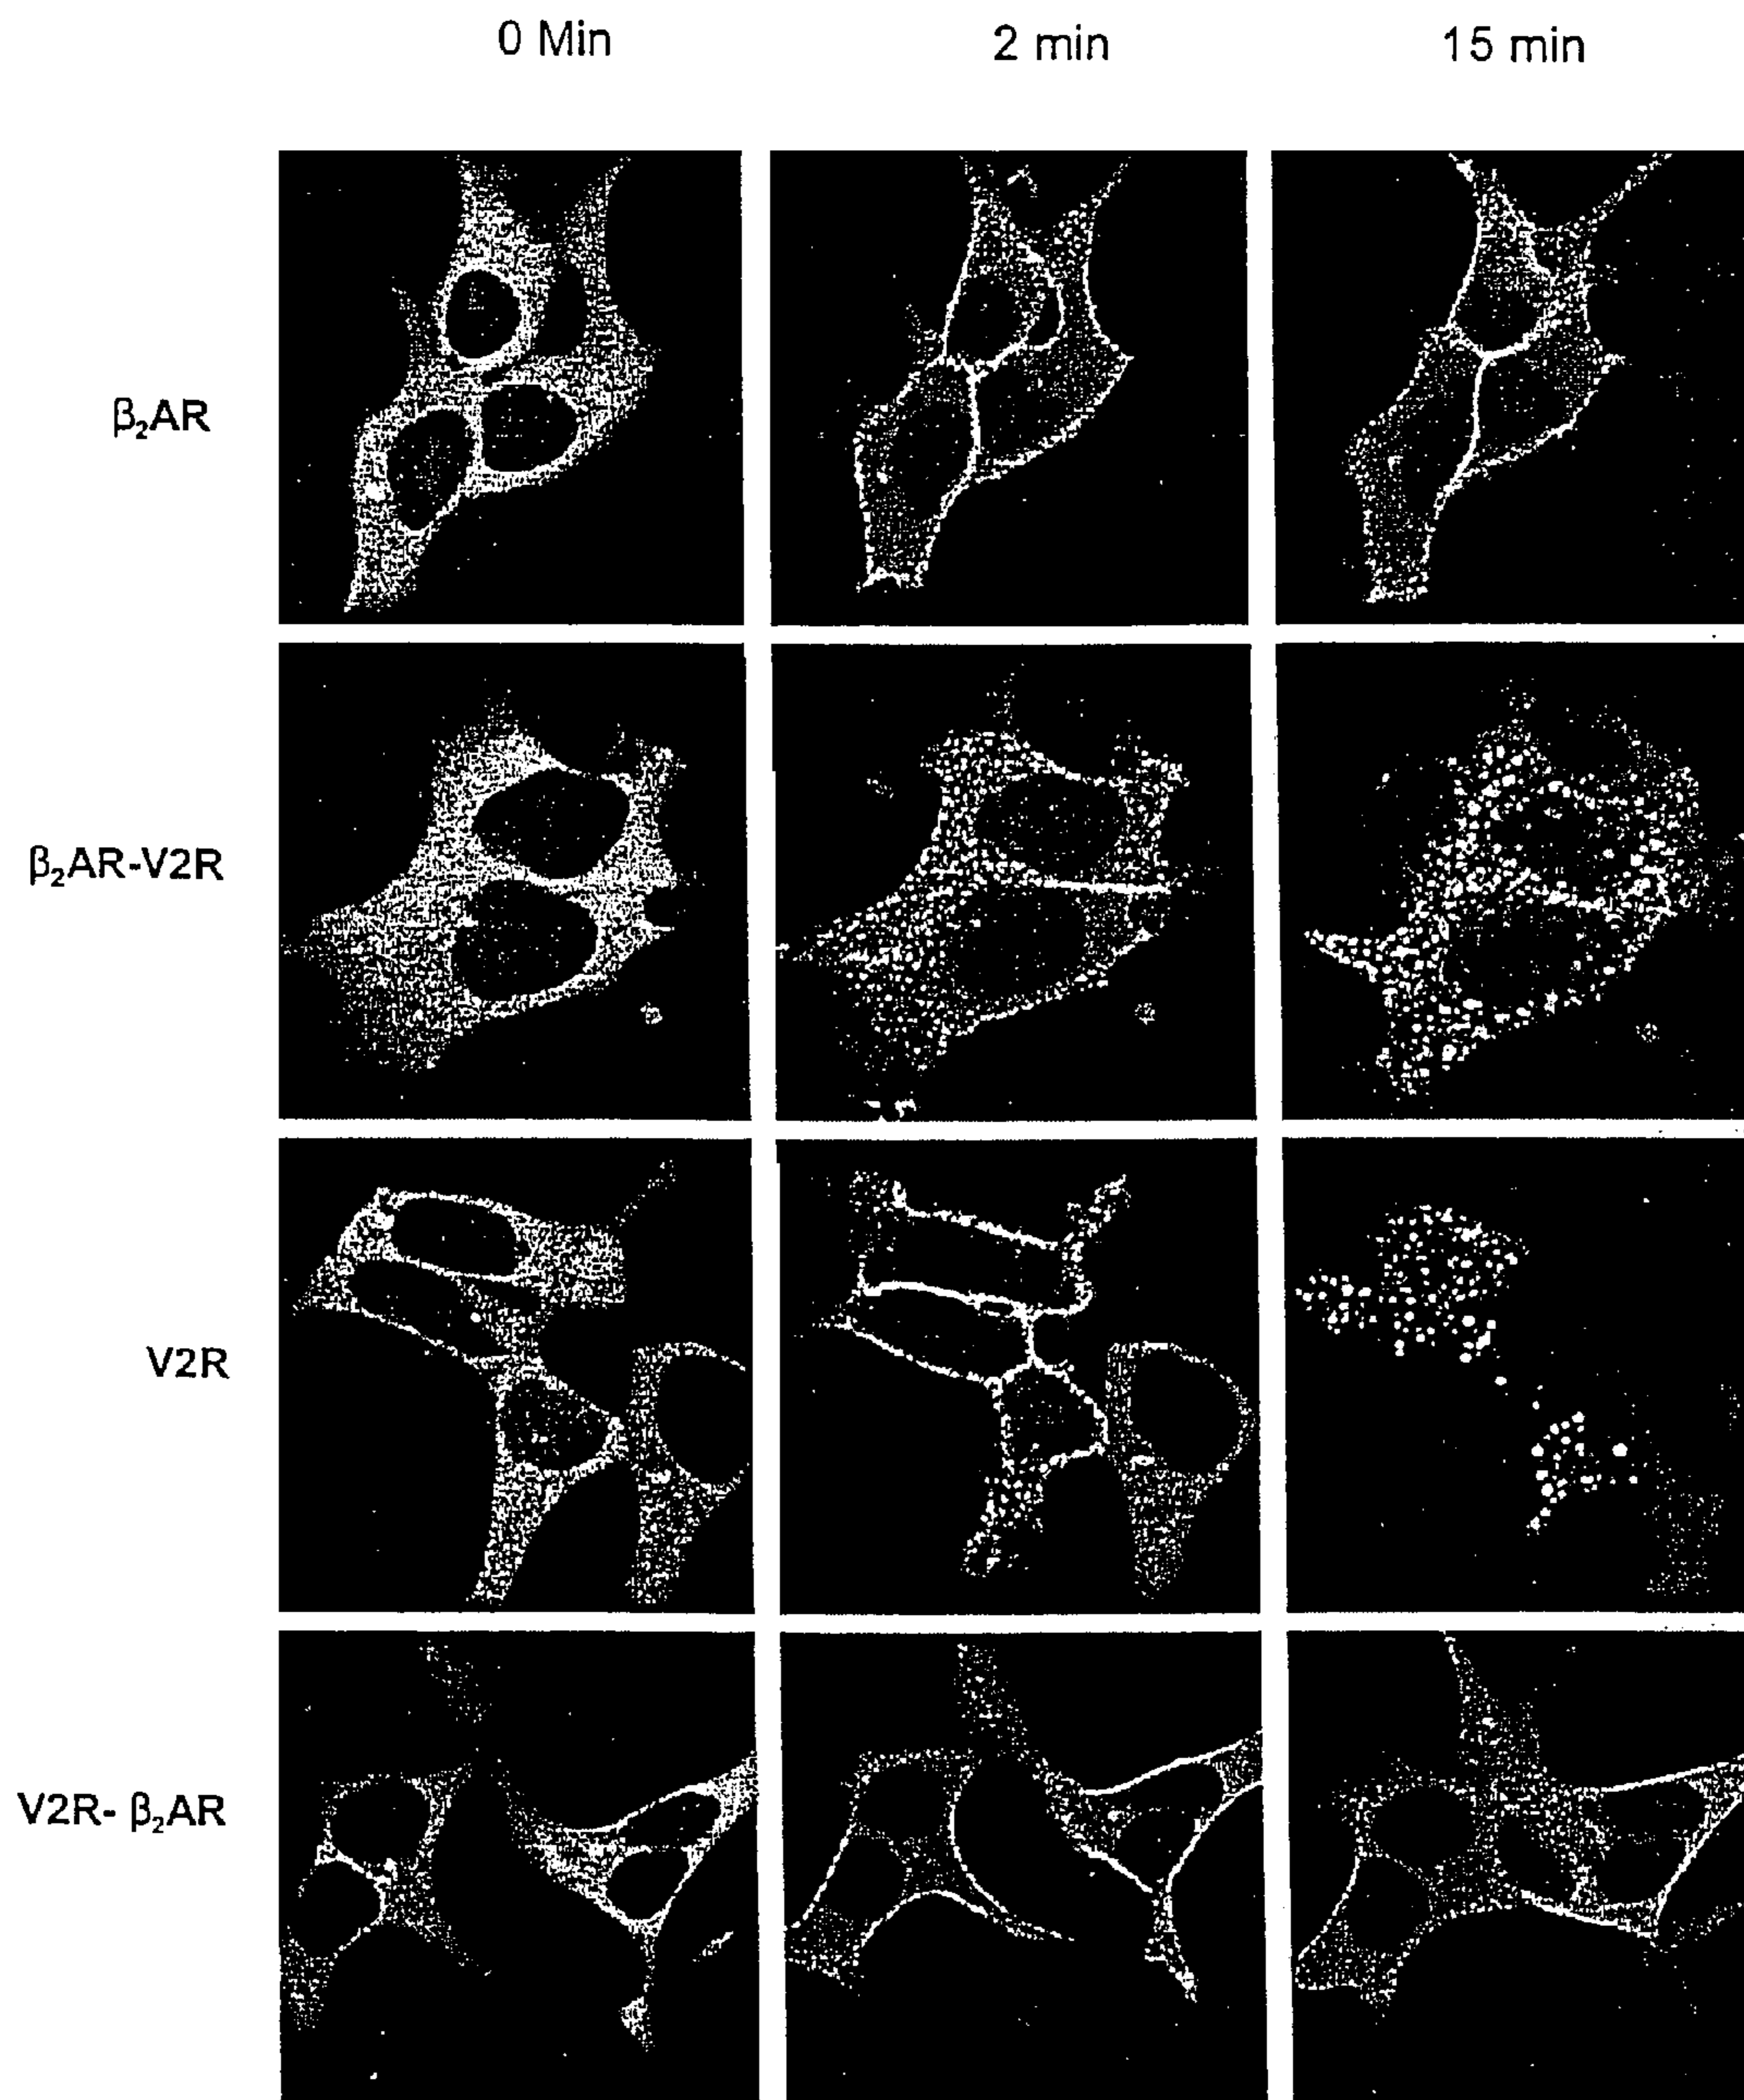 0 Min 2 min 15 min
β₂AR
β₂AR-V2R
V2R
V2R- β₂AR